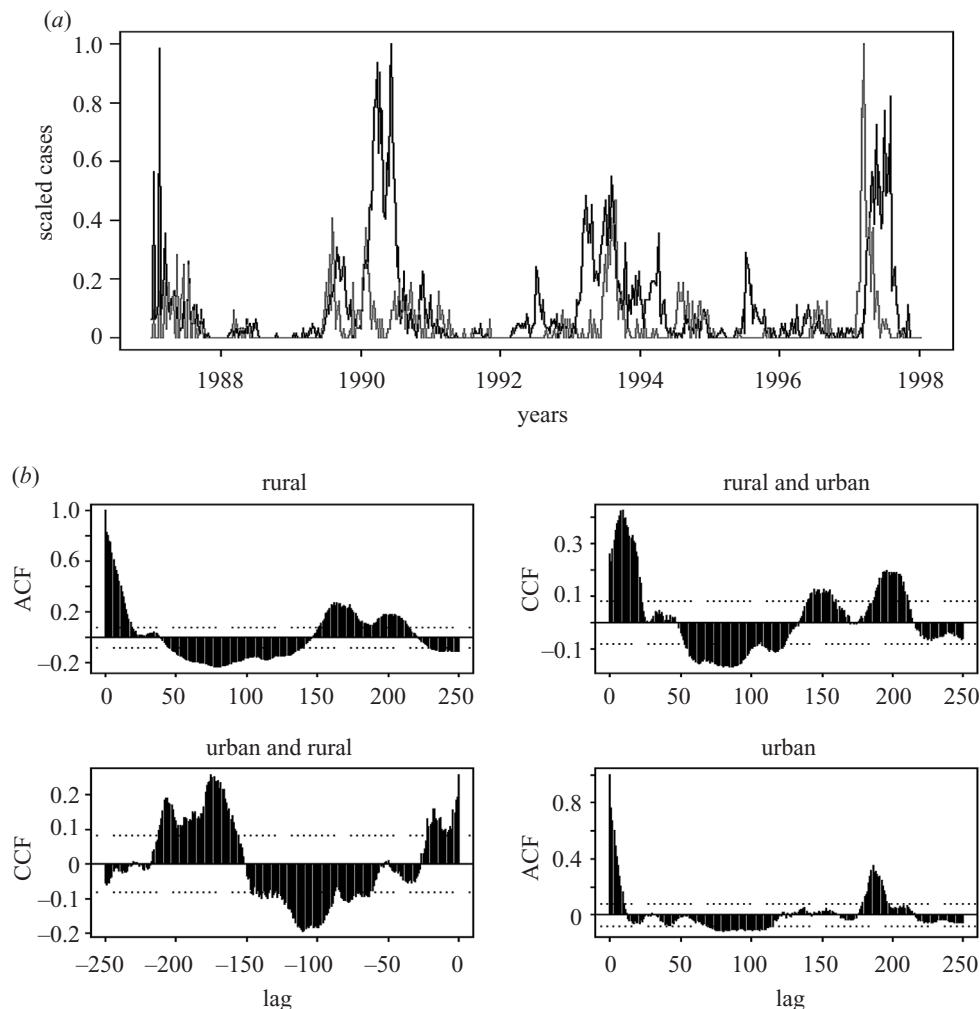 (a)
1.0
0.8
0.6
0.4
0.2
0
scaled cases
1988 1990 1992 1994 1996 1998
years
(b)
rural
1.0
0.6
0.2
–0.2
ACF
0 50 100 150 200 250
rural and urban
0.3
0.1
–0.1
CCF
0 50 100 150 200 250
urban and rural
0.2
0.1
0
–0.1
–0.2
CCF
–250 –200 –150 –100 –50 0
lag
urban
0.8
0.4
0
ACF
0 50 100 150 200 250
lag